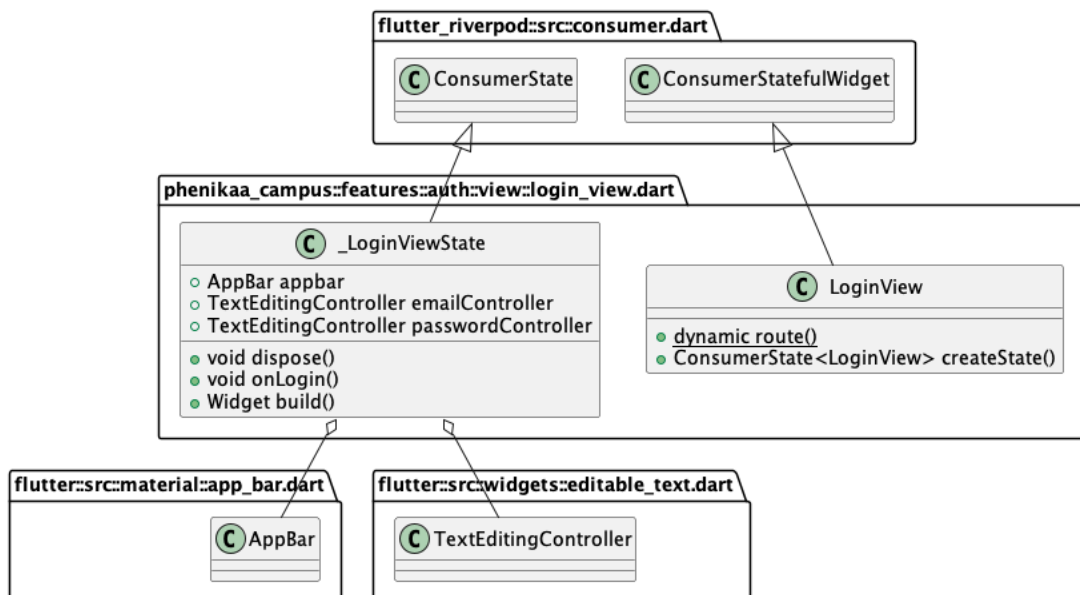 flutter_riverpod::src::consumer.dart
C ConsumerState
C ConsumerStatefulWidget
phenikaa_campus::features::auth::view::login_view.dart
C _LoginViewState
AppBar appbar
TextEditingController emailController
TextEditingController passwordController
void dispose()
void onLogin()
Widget build()
C LoginView
dynamic route()
ConsumerState<LoginView> createState()
flutter::src::material::app_bar.dart
C AppBar
flutter::src::widgets::editable_text.dart
C TextEditingController